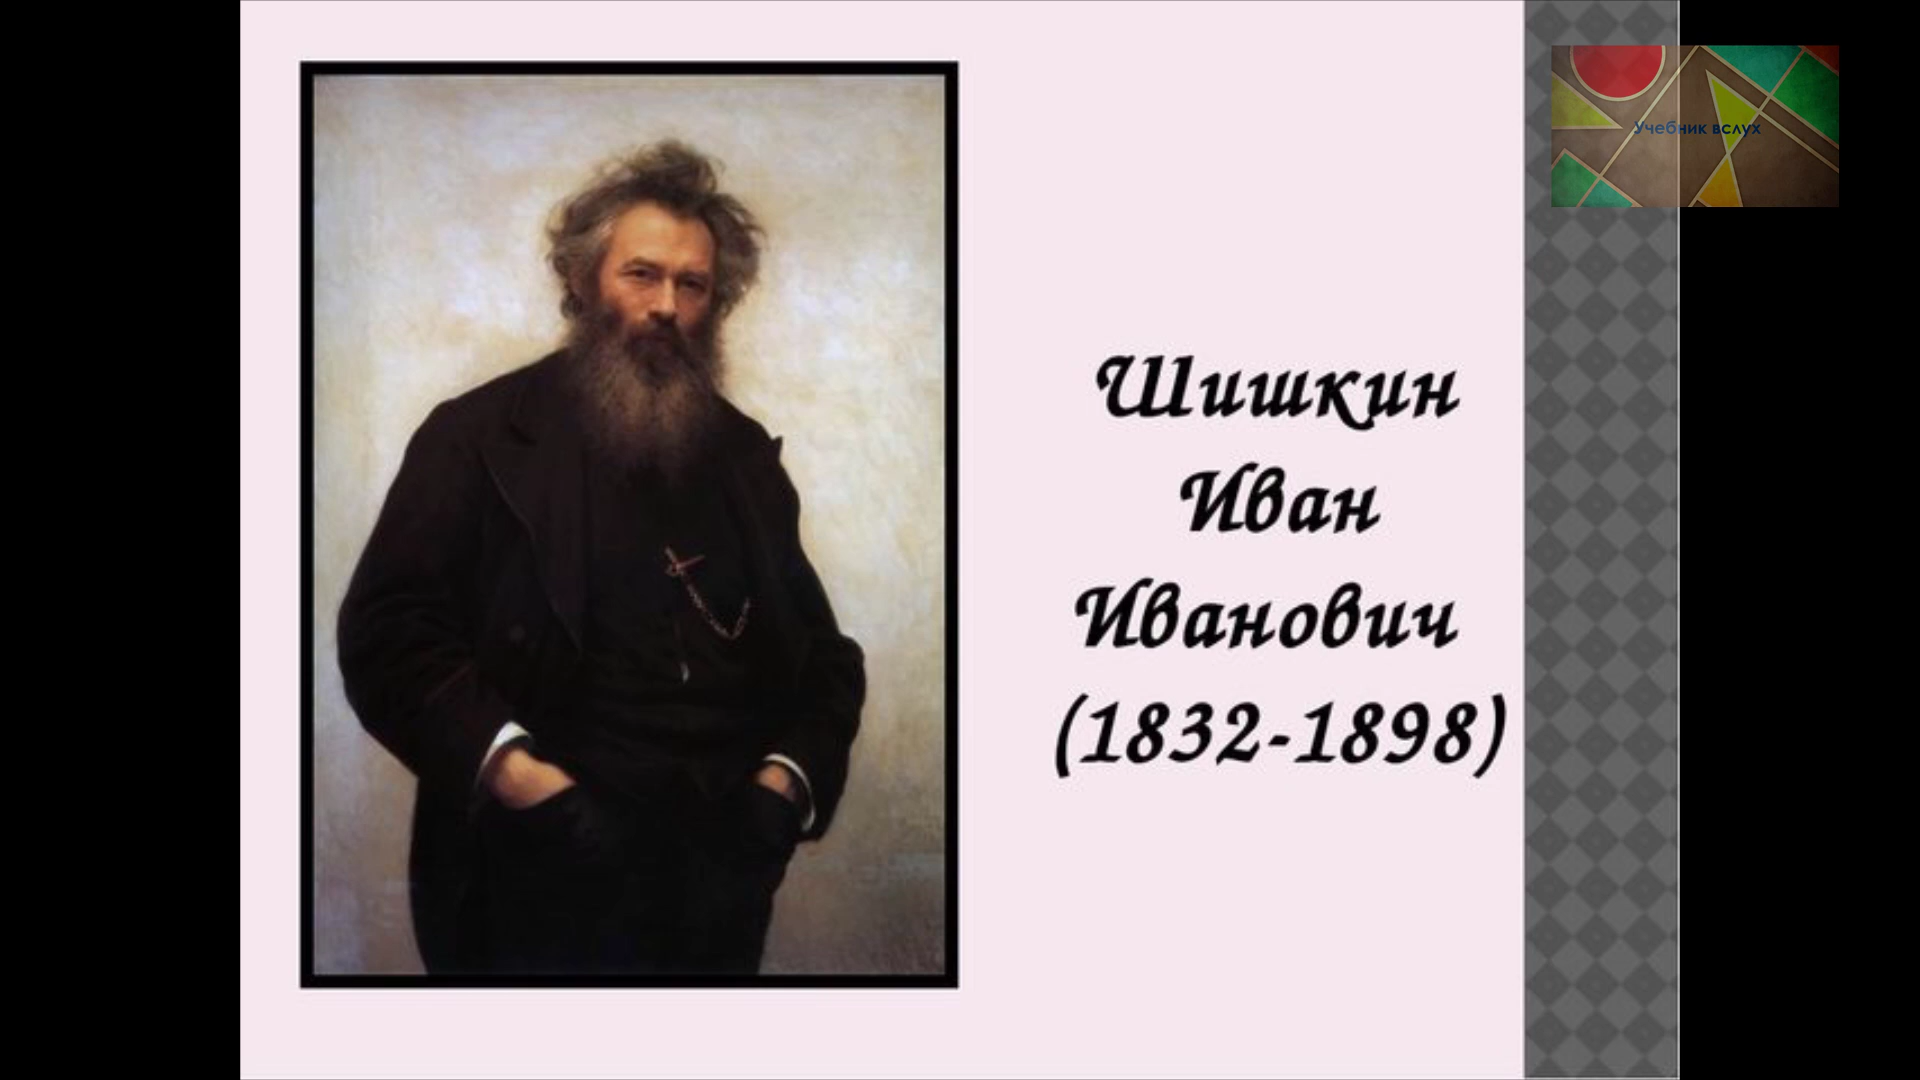 Шишкин
Иван
Иванович
(1832-1898)
Учебник вслух